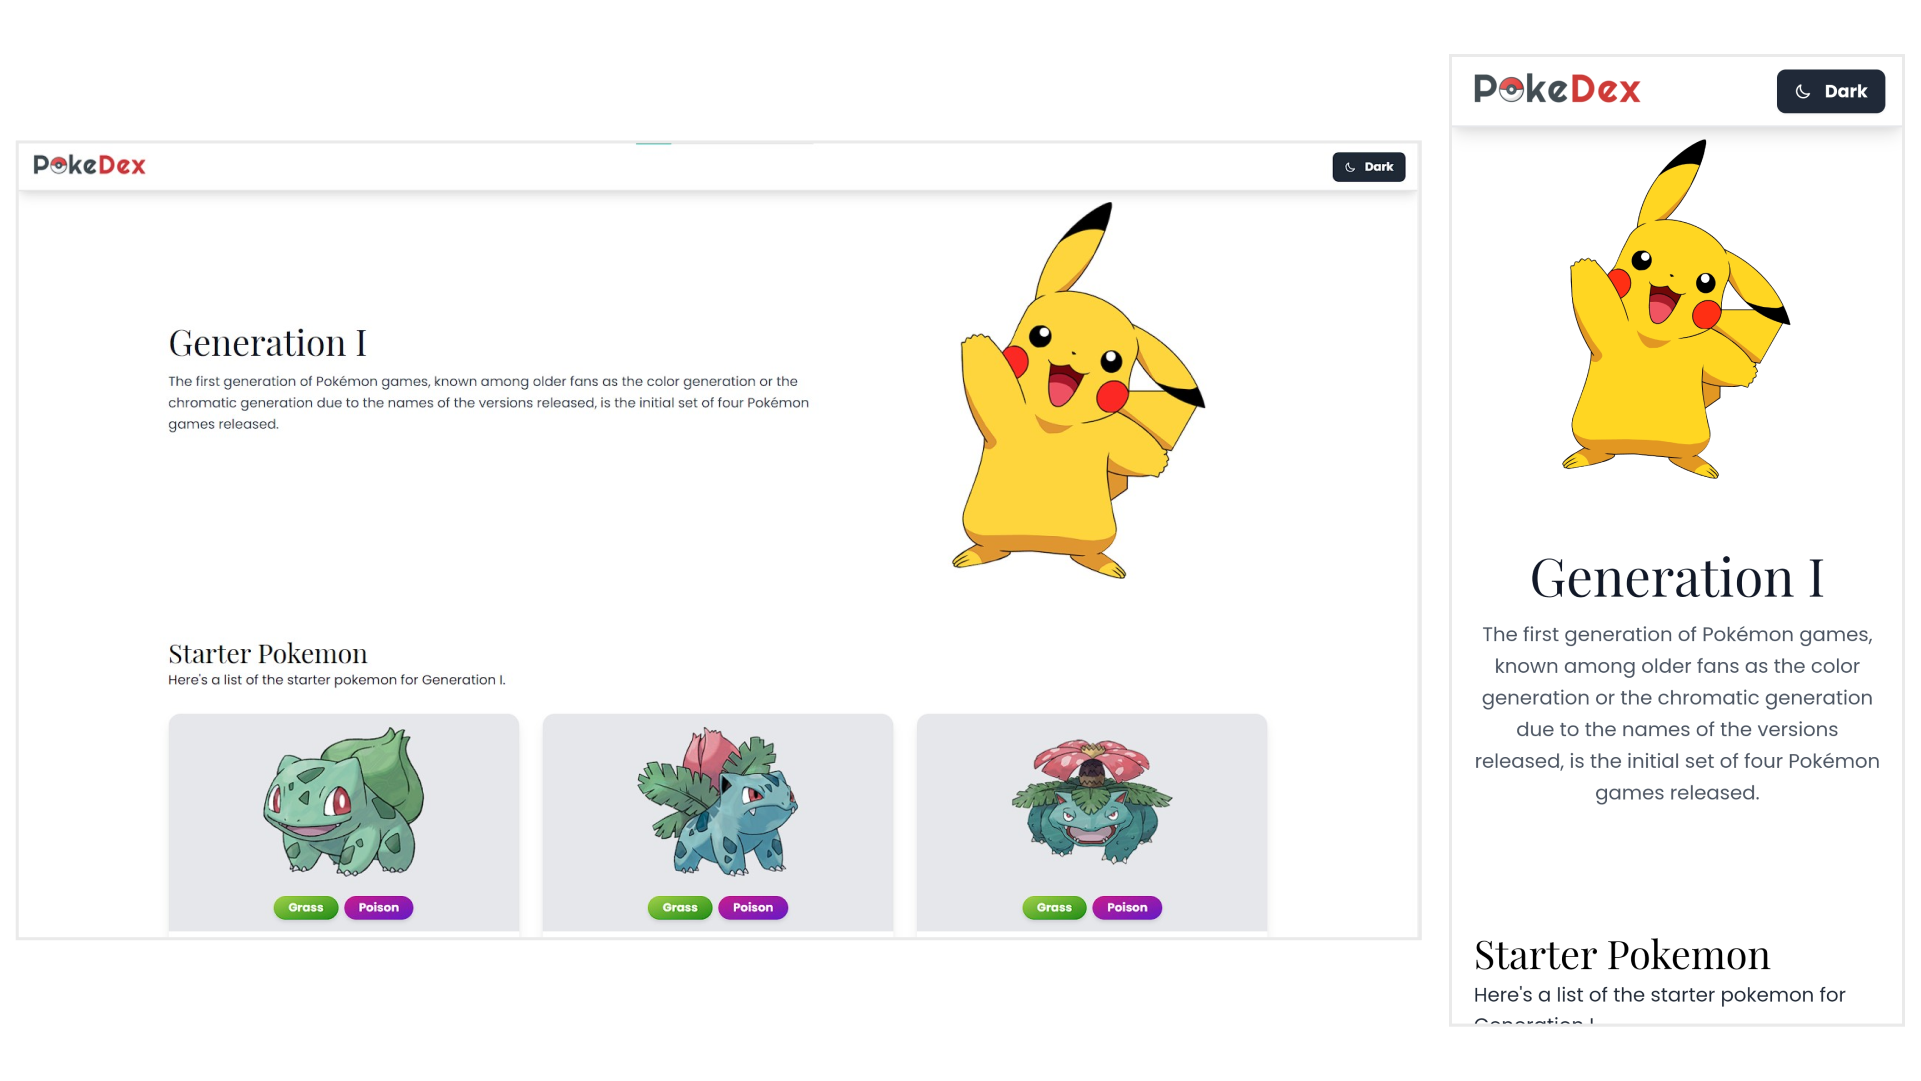 PokeDex
Dark
Generation I
The first generation of Pokémon games, known among older fans as the color generation or the
chromatic generation due to the names of the versions released, is the initial set of four Pokémon
games released.
Starter Pokemon
Here's a list of the starter pokemon for Generation I.
Grass Poison
Grass Poison
Grass Poison
PokeDex
Dark
Generation I
The first generation of Pokémon games,
known among older fans as the color
generation or the chromatic generation
due to the names of the versions
released, is the initial set of four Pokémon
games released.
Starter Pokemon
Here's a list of the starter pokemon for
Generation I.